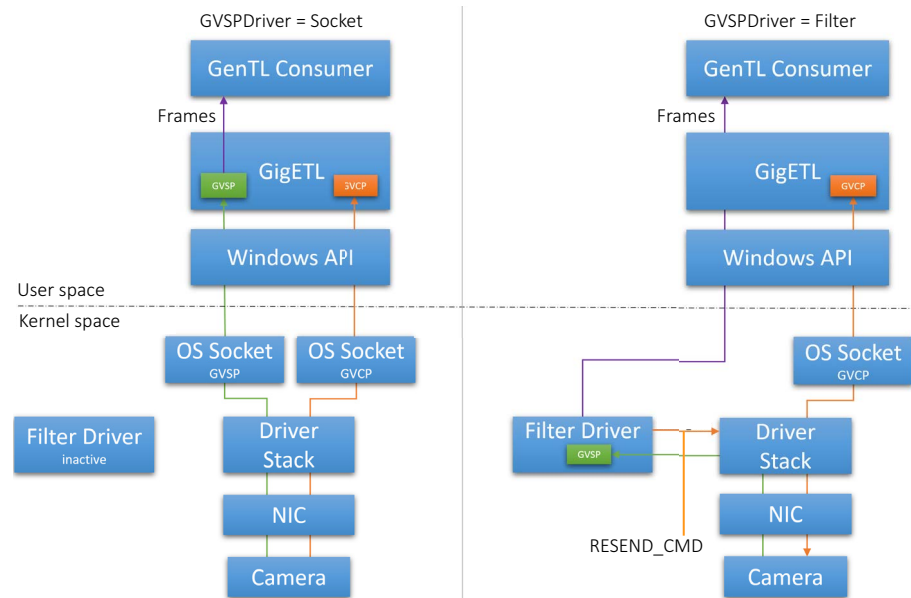 GVSPDriver = Socket
GenTL Consumer
Frames
GigETL
GVSP
GVCP
Windows API
User space
Kernel space
OS Socket
GVSP
OS Socket
GVCP
Filter Driver
inactive
Driver
Stack
NIC
Camera
GVSPDriver = Filter
GenTL Consumer
Frames
GigETL
GVCP
Windows API
OS Socket
GVCP
Filter Driver
GVSP
Driver
Stack
NIC
RESEND_CMD
Camera